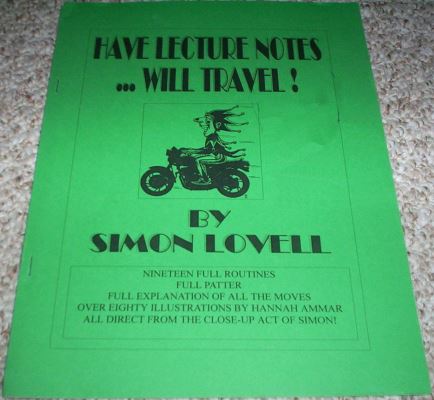 HAVE LECTURE NOTES
... WILL TRAVEL !
BY
SIMON LOVELL
NINETEEN FULL ROUTINES
FULL PATTER
FULL EXPLANATION OF ALL THE MOVES
OVER EIGHTY ILLUSTRATIONS BY HANNAH AMMAR
ALL DIRECT FROM THE CLOSE-UP ACT OF SIMON!